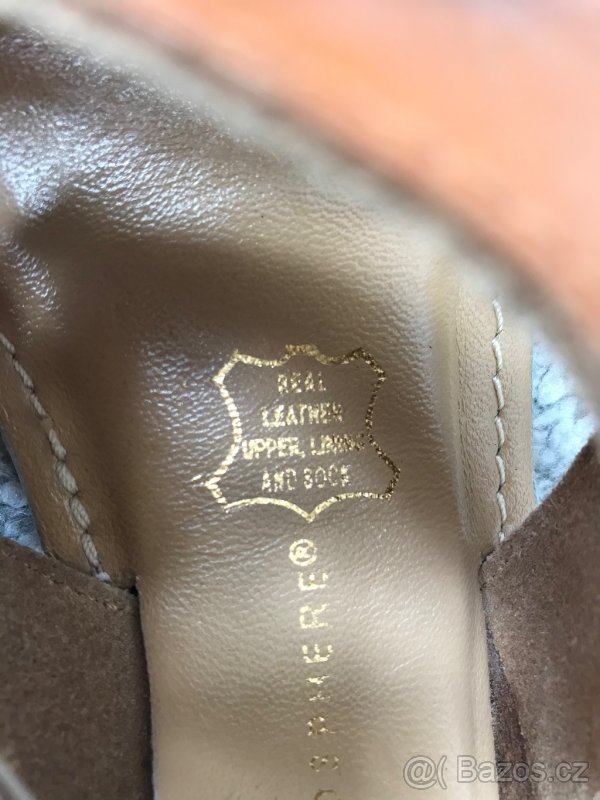 REAL
LEATHER
UPPER, LINING
AND SOCK
@ Bazos.cz